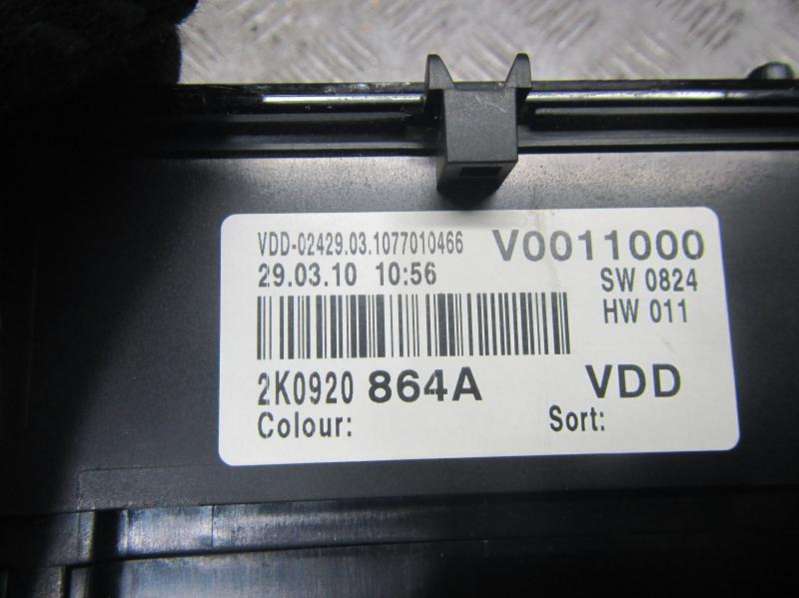 VDD-02429.03.1077010466 V0011000
29.03.10 10:56 SW 0824
HW 011
2K0920 864A VDD
Colour: Sort: